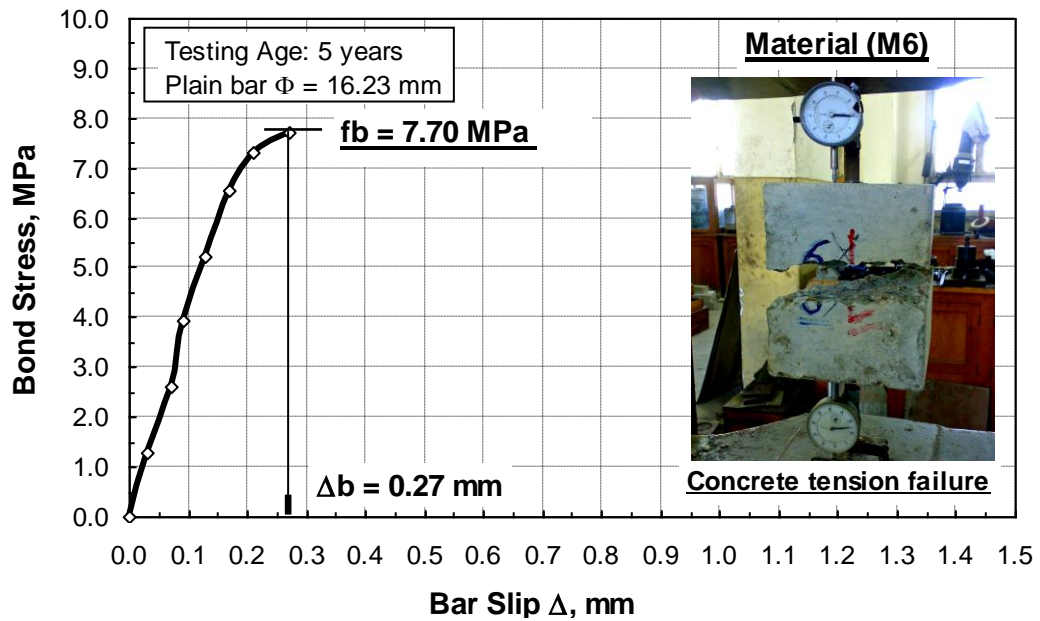 Testing Age: 5 years
Plain bar Φ = 16.23 mm
Material (M6)
fb = 7.70 MPa
Δb = 0.27 mm
Concrete tension failure
Bond Stress, MPa
10.0
9.0
8.0
7.0
6.0
5.0
4.0
3.0
2.0
1.0
0.0
0.0 0.1 0.2 0.3 0.4 0.5 0.6 0.7 0.8 0.9 1.0 1.1 1.2 1.3 1.4 1.5
Bar Slip Δ, mm